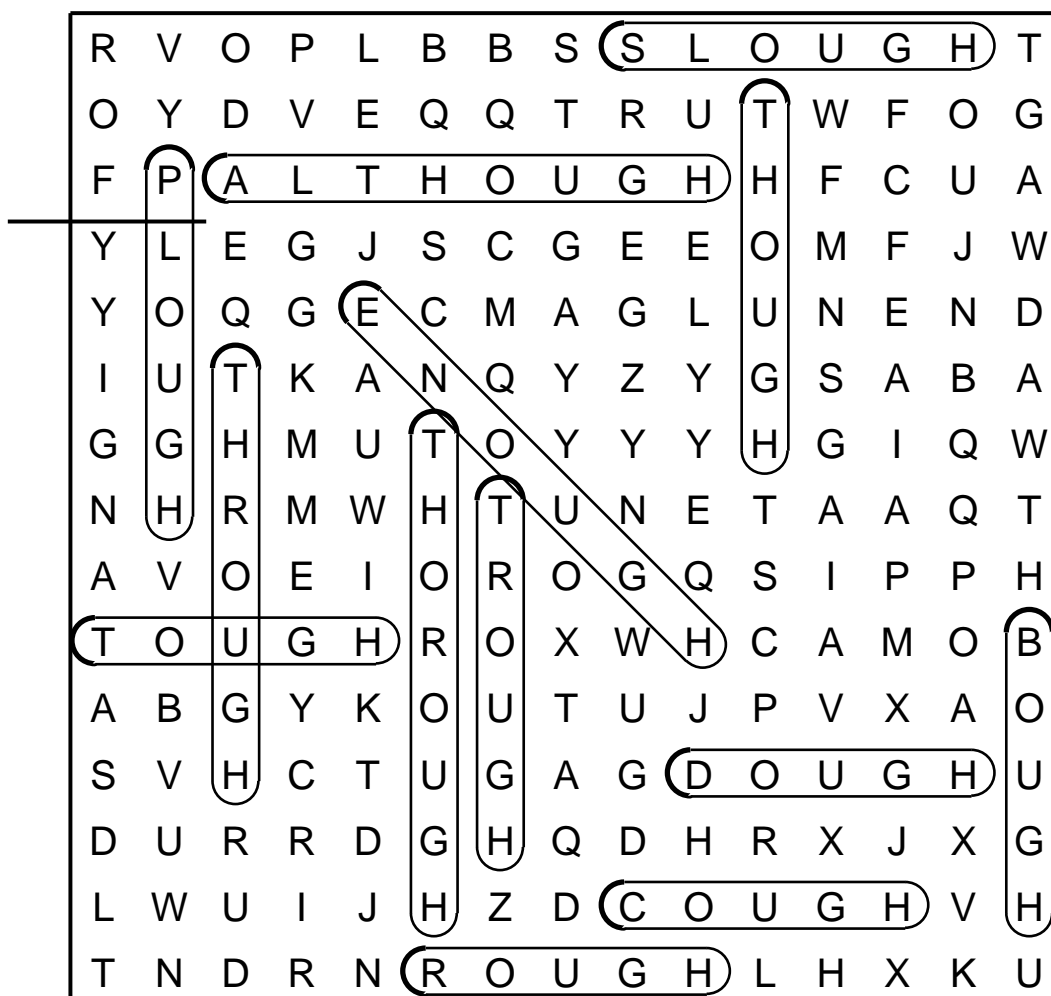 R V O P L B B S S L O U G H T
O Y D V E Q Q T R U T W F O G
F P A L T H O U G H H F C U A
Y L E G J S C G E E O M F J W
Y O Q G E C M A G L U N E N D
I U T K A N Q Y Z Y G S A B A
G G H M U T O Y Y Y H G I Q W
N H R M W H T U N E T A A Q T
A V O E I O R O G Q S I P P H
T O U G H R O X W H C A M O B
A B G Y K O U T U J P V X A O
S V H C T U G A G D O U G H U
D U R R D G H Q D H R X J X G
L W U I J H Z D C O U G H V H
T N D R N R O U G H L H X K U